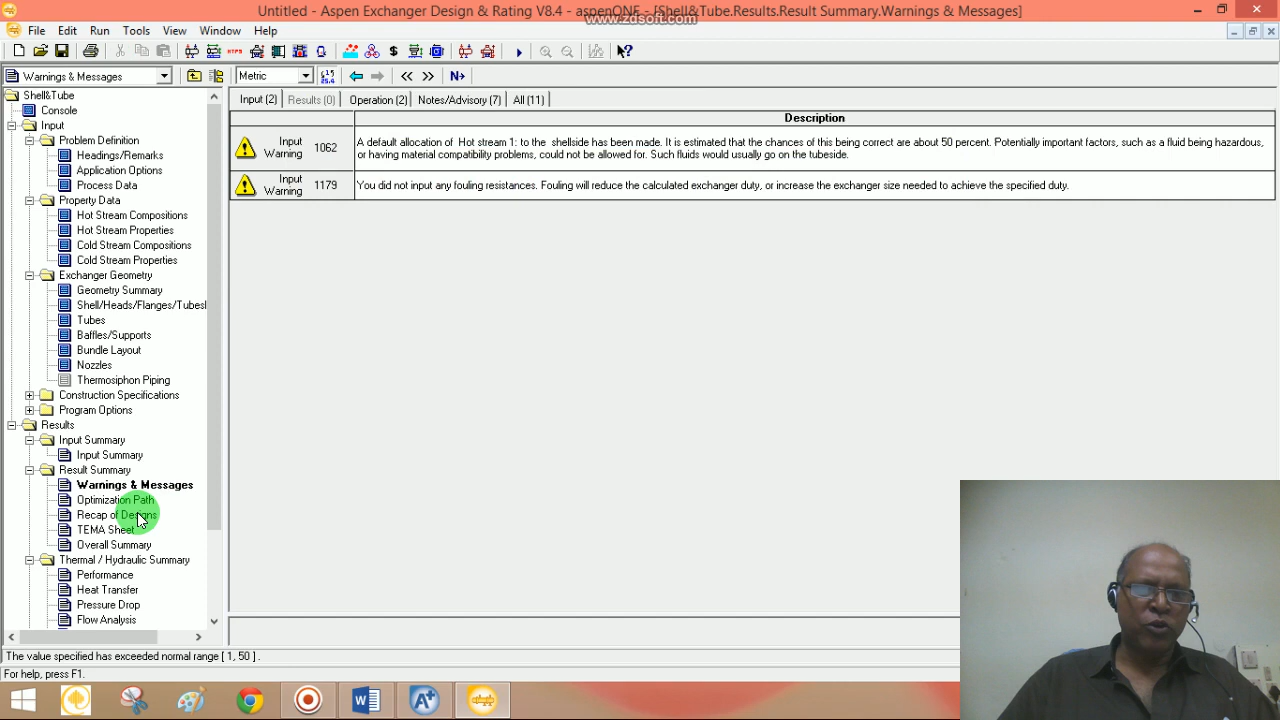 Untitled - Aspen Exchanger Design & Rating V8.4 - aspenONE - [Shell&Tube.Results.Result Summary.Warnings & Messages]
www.zdsoft.com
File Edit Run Tools View Window Help
Warnings & Messages
Metric
Shell&Tube
Console
Input
Problem Definition
Headings/Remarks
Application Options
Process Data
Property Data
Hot Stream Compositions
Hot Stream Properties
Cold Stream Compositions
Cold Stream Properties
Exchanger Geometry
Geometry Summary
Shell/Heads/Flanges/Tubesl
Tubes
Baffles/Supports
Bundle Layout
Nozzles
Thermosiphon Piping
Construction Specifications
Program Options
Results
Input Summary
Input Summary
Result Summary
Warnings & Messages
Optimization Path
Recap of Designs
TEMA Sheet
Overall Summary
Thermal / Hydraulic Summary
Performance
Heat Transfer
Pressure Drop
Flow Analysis
Input (2) Results (0) Operation (2) Notes/Advisory (7) All (11)
Description
Input Warning 1062
A default allocation of Hot stream 1: to the shellside has been made. It is estimated that the chances of this being correct are about 50 percent. Potentially important factors, such as a fluid being hazardous,
or having material compatibility problems, could not be allowed for. Such fluids would usually go on the tubeside.
Input Warning 1179
You did not input any fouling resistances. Fouling will reduce the calculated exchanger duty, or increase the exchanger size needed to achieve the specified duty.
The value specified has exceeded normal range [ 1, 50 ] .
For help, press F1.